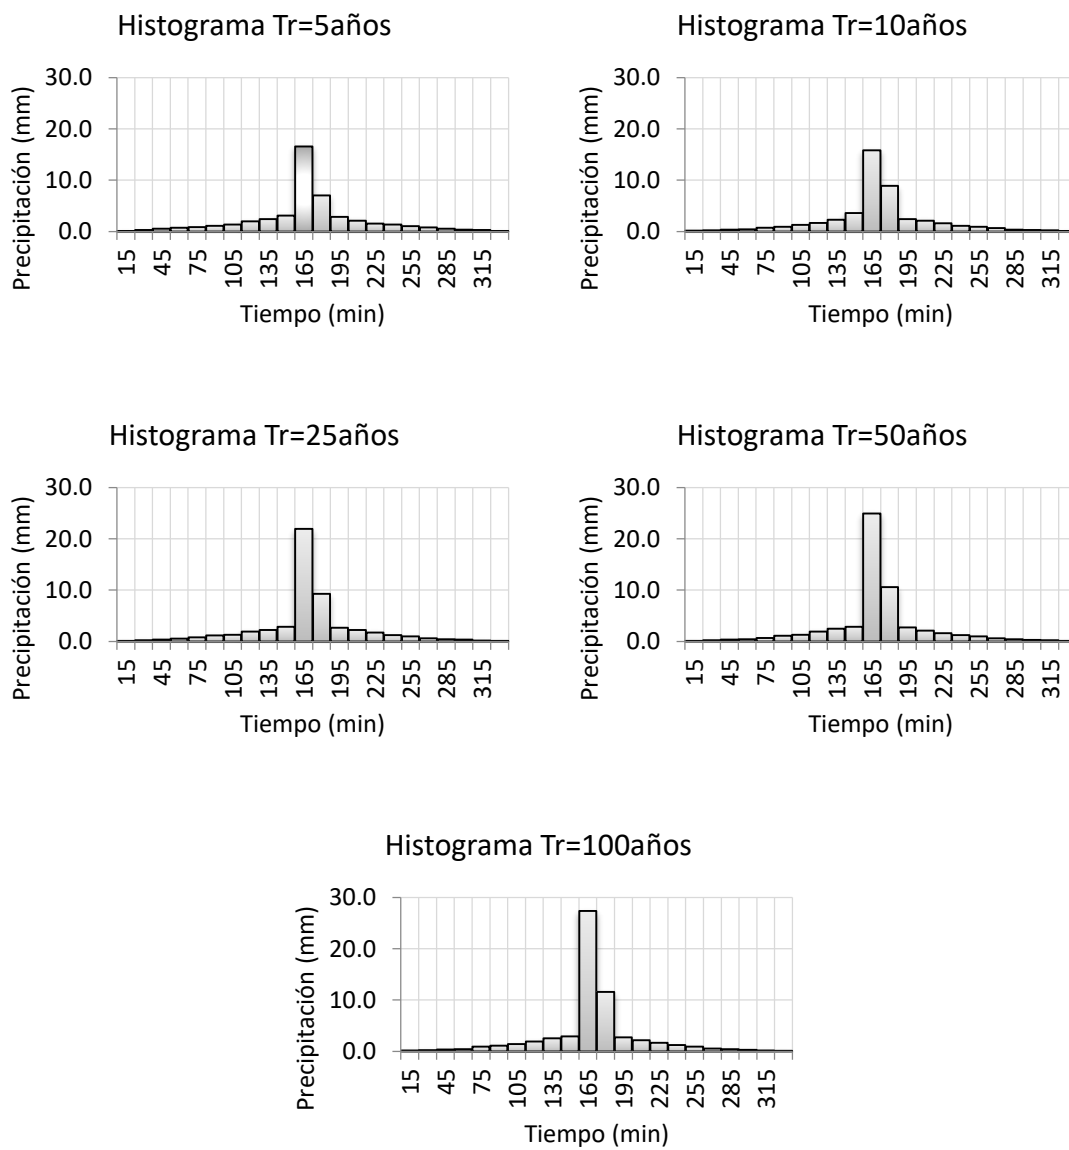 Histograma Tr=5años
Precipitación (mm)
30.0
20.0
10.0
0.0
15 45 75 105 135 165 195 225 255 285 315
Tiempo (min)
Histograma Tr=10años
Precipitación (mm)
30.0
20.0
10.0
0.0
15 45 75 105 135 165 195 225 255 285 315
Tiempo (min)
Histograma Tr=25años
Precipitación (mm)
30.0
20.0
10.0
0.0
15 45 75 105 135 165 195 225 255 285 315
Tiempo (min)
Histograma Tr=50años
Precipitación (mm)
30.0
20.0
10.0
0.0
15 45 75 105 135 165 195 225 255 285 315
Tiempo (min)
Histograma Tr=100años
Precipitación (mm)
30.0
20.0
10.0
0.0
15 45 75 105 135 165 195 225 255 285 315
Tiempo (min)